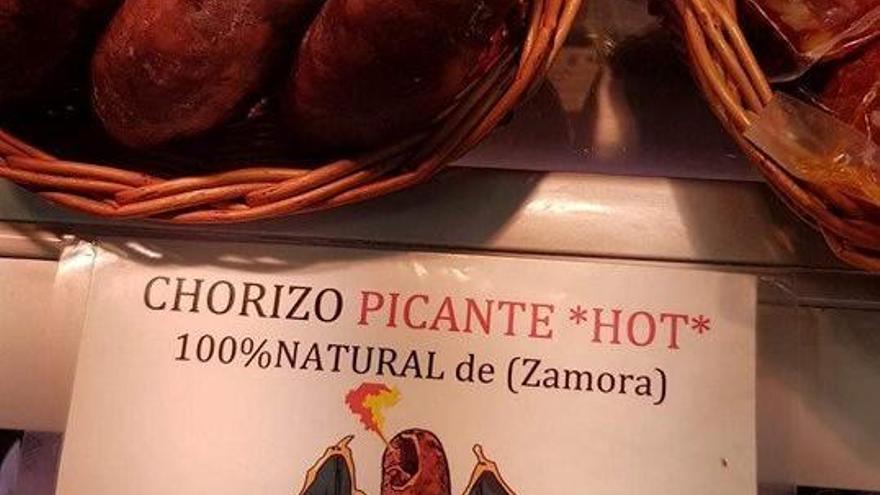 CHORIZO PICANTE *HOT*
100%NATURAL de (Zamora)